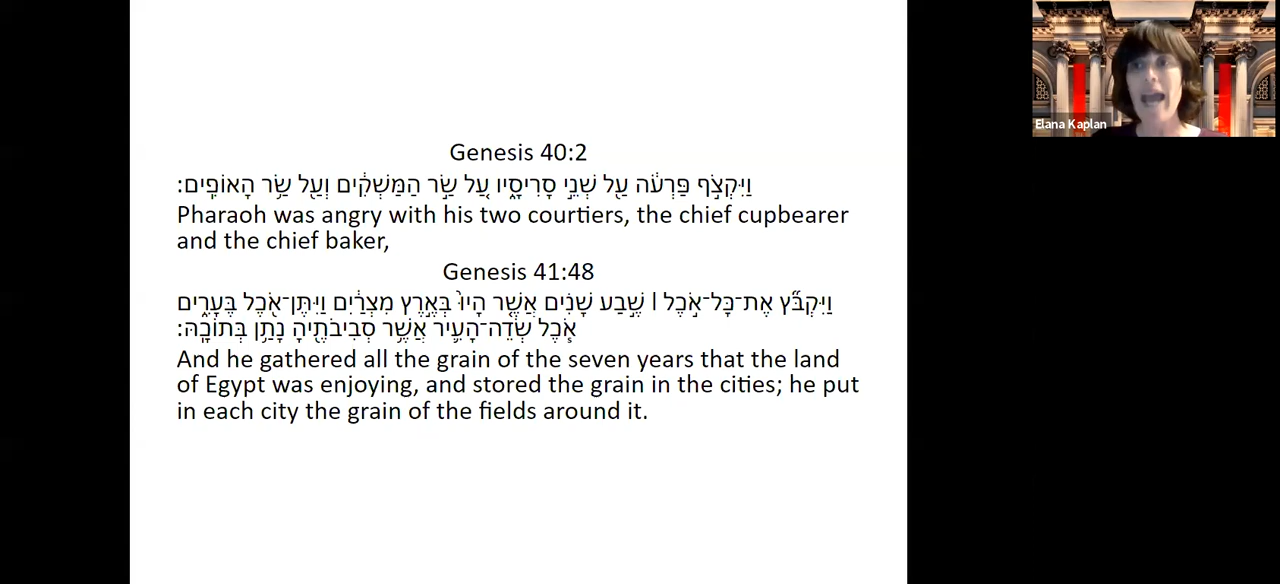 Genesis 40:2
וַיִּקְצֹ֣ף פַּרְעֹ֔ה עַ֖ל שְׁנֵ֣י סָרִיסָ֑יו עַ֚ל שַׂ֣ר הַמַּשְׁקִ֔ים וְעַ֖ל שַׂ֥ר הָאוֹפִֽים׃
Pharaoh was angry with his two courtiers, the chief cupbearer
and the chief baker,
Genesis 41:48
וַיִּקְבֹּ֞ץ אֶת־כׇּל־אֹ֣כֶל ׀ שֶׁ֣בַע שָׁנִ֗ים אֲשֶׁ֤ר הָיוּ֙ בְּאֶ֣רֶץ מִצְרַ֔יִם וַיִּתֶּן־אֹ֖כֶל בֶּעָרִ֑ים
אֹ֧כֶל שְׂדֵה־הָעִ֛יר אֲשֶׁ֥ר סְבִיבֹתֶ֖יהָ נָתַ֥ן בְּתוֹכָֽהּ׃
And he gathered all the grain of the seven years that the land
of Egypt was enjoying, and stored the grain in the cities; he put
in each city the grain of the fields around it.
Elana Kaplan